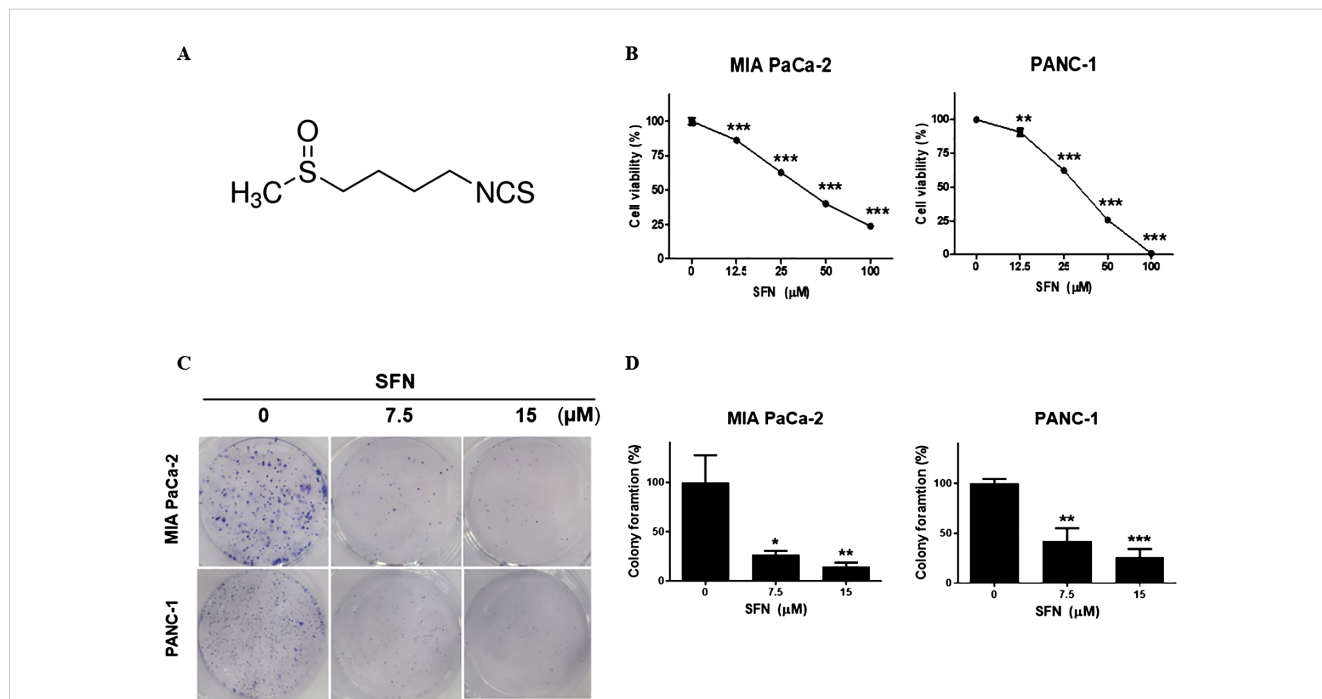 A
O
S
H3C
NCS
B
MIA PaCa-2
Cell viability (%)
100
75
50
25
0
***
***
***
***
0 12.5 25 50 100
SFN (μM)
PANC-1
Cell viability (%)
100
75
50
25
0
**
***
***
***
0 12.5 25 50 100
SFN (μM)
C
SFN
0 7.5 15 (μM)
MIA PaCa-2
PANC-1
D
MIA PaCa-2
Colony foramtion (%)
100
50
0
*
**
0 7.5 15
SFN (μM)
PANC-1
Colony foramtion (%)
100
50
0
**
***
0 7.5 15
SFN (μM)